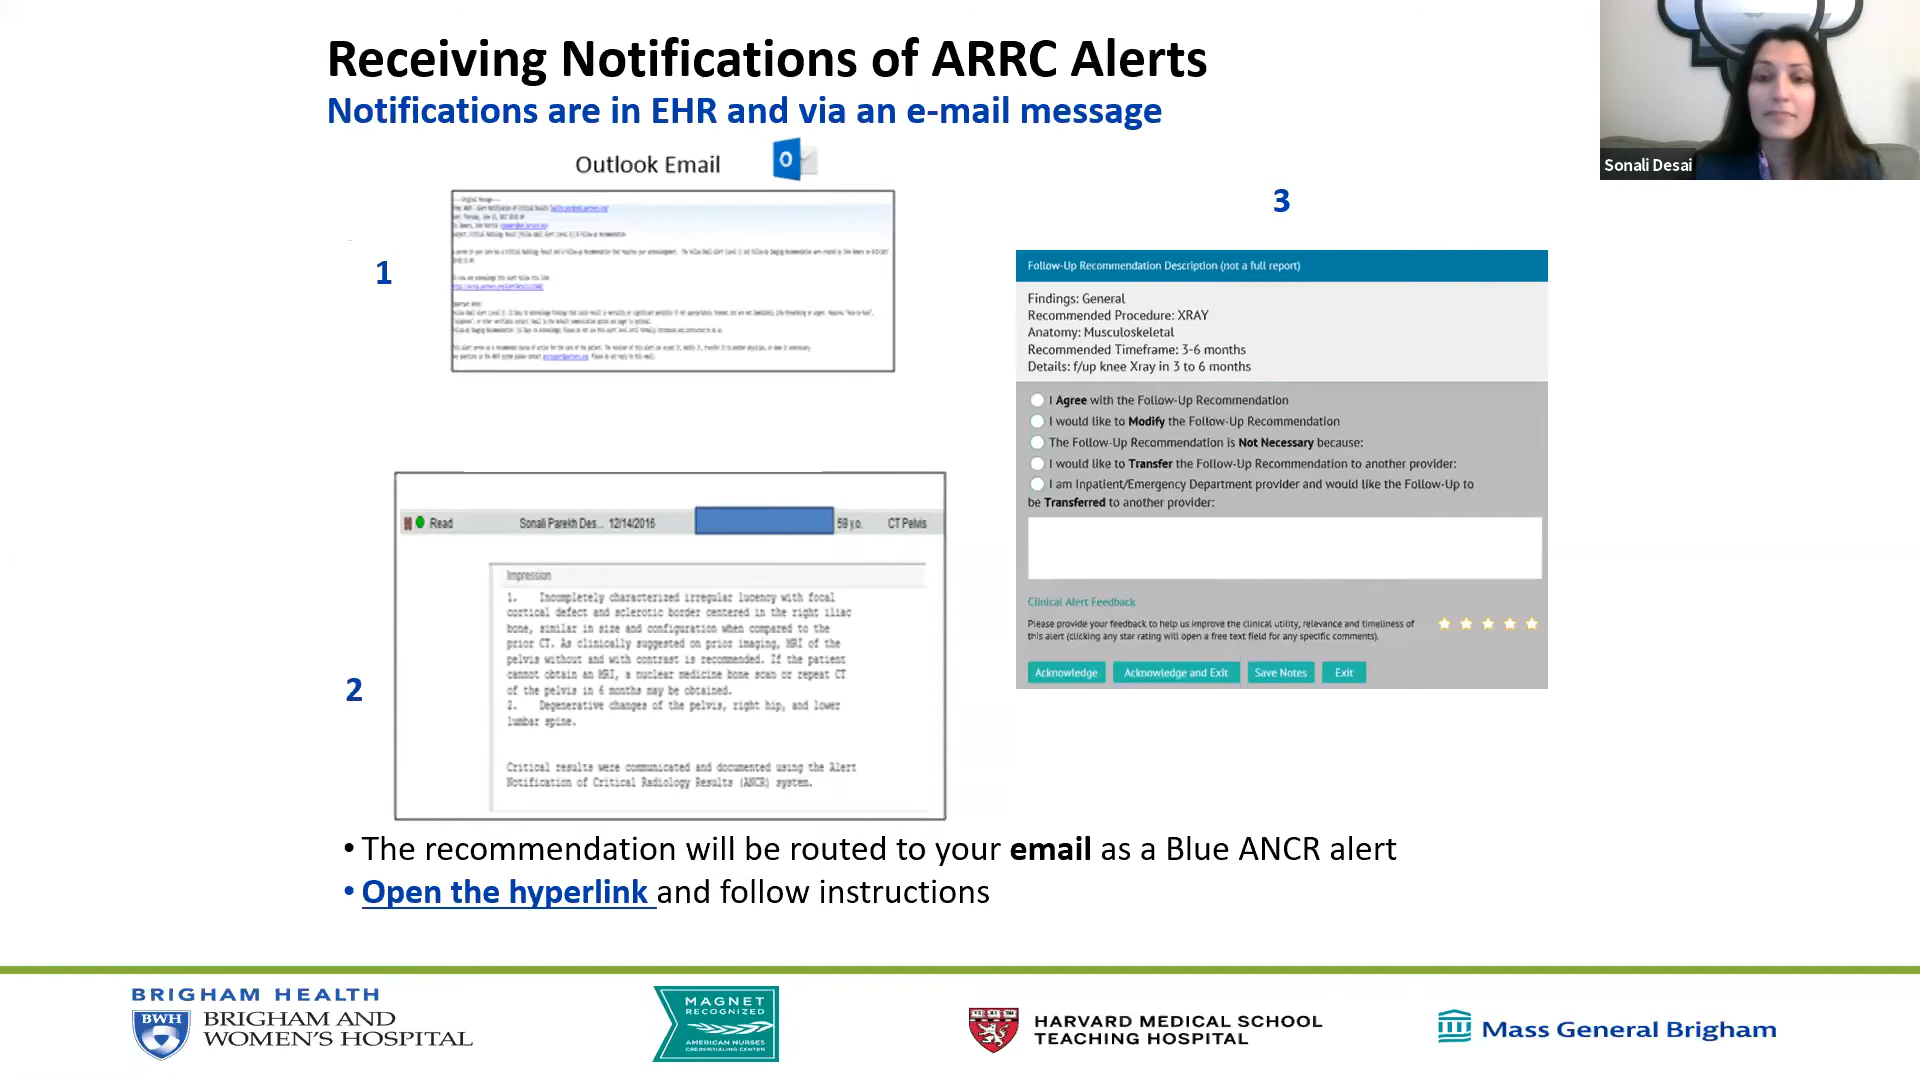 Receiving Notifications of ARRC Alerts
Notifications are in EHR and via an e-mail message
Sonali Desai
Outlook Email
1
2
Read Sonali Parekh Des... 12/14/2016 59 y.o. CT Pelvis
Impression
1. Incompletely characterized irregular lucency with focal
cortical defect and sclerotic border centered in the right iliac
bone, similar in size and configuration when compared to the
prior CT. As clinically suggested on prior imaging, MRI of the
pelvis without and with contrast is recommended. If the patient
cannot obtain an MRI, a nuclear medicine bone scan or repeat CT
of the pelvis in 6 months may be obtained.
2. Degenerative changes of the pelvis, right hip, and lower
lumbar spine.
Critical results were communicated and documented using the Alert
Notification of Critical Radiology Results (ANCR) system.
3
Follow-Up Recommendation Description (not a full report)
Findings: General
Recommended Procedure: XRAY
Anatomy: Musculoskeletal
Recommended Timeframe: 3-6 months
Details: f/up knee Xray in 3 to 6 months
I Agree with the Follow-Up Recommendation
I would like to Modify the Follow-Up Recommendation
The Follow-Up Recommendation is Not Necessary because:
I would like to Transfer the Follow-Up Recommendation to another provider:
I am Inpatient/Emergency Department provider and would like the Follow-Up to
be Transferred to another provider:
Clinical Alert Feedback
Please provide your feedback to help us improve the clinical utility, relevance and timeliness of
this alert (clicking any star rating will open a free text field for any specific comments).
Acknowledge Acknowledge and Exit Save Notes Exit
• The recommendation will be routed to your email as a Blue ANCR alert
• Open the hyperlink and follow instructions
BRIGHAM HEALTH
BWH
BRIGHAM AND
WOMEN'S HOSPITAL
MAGNET
RECOGNIZED
AMERICAN NURSES
CREDENTIALING CENTER
HARVARD MEDICAL SCHOOL
TEACHING HOSPITAL
Mass General Brigham